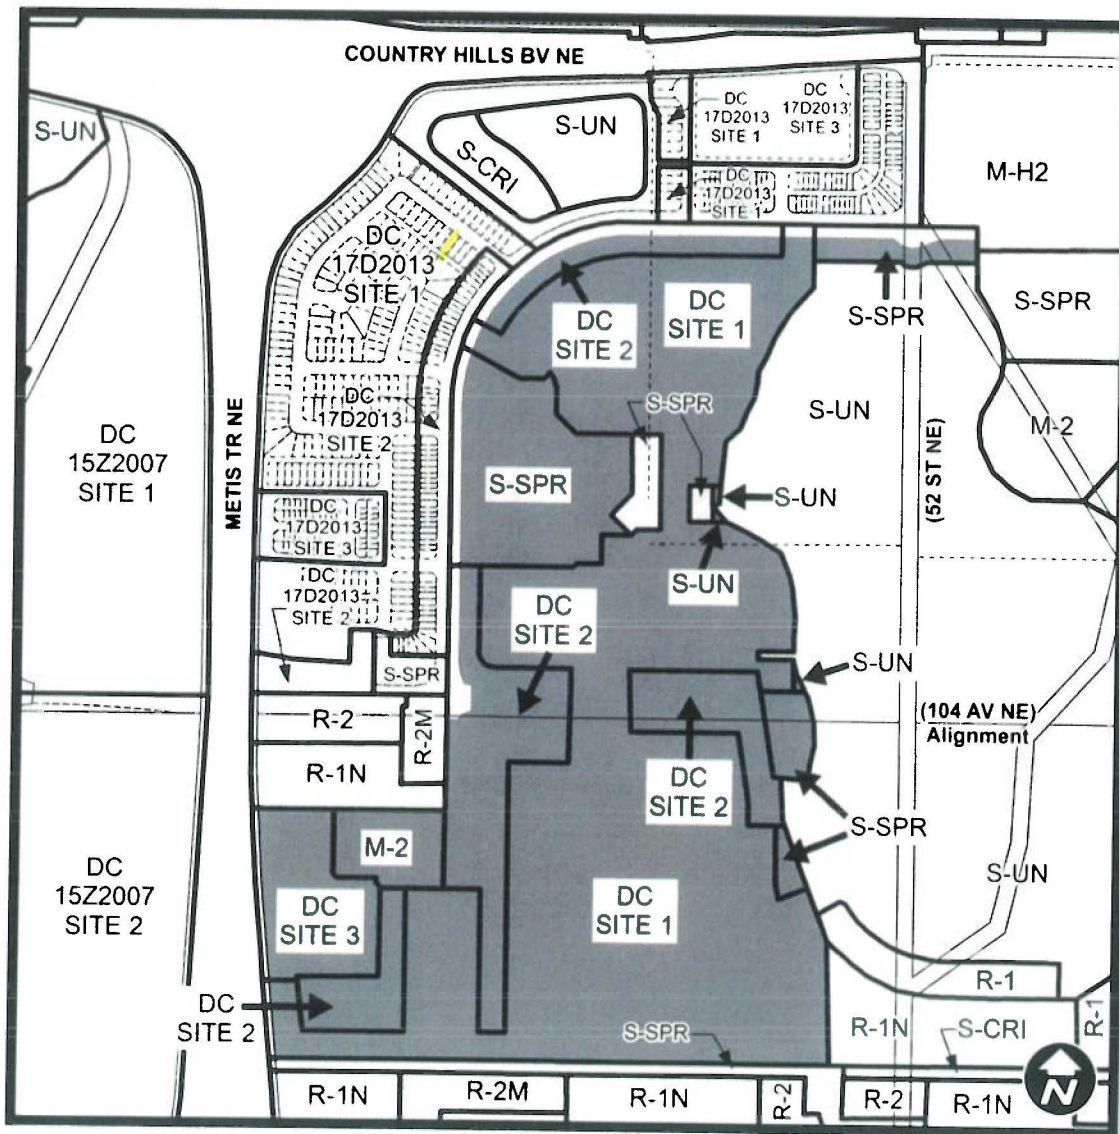 COUNTRY HILLS BV NE
S-UN
S-CRI
S-UN
DC
17D2013
SITE 1
DC
17D2013
SITE 3
M-H2
DC
17D2013
SITE 1
DC
17D2013
SITE 1
DC
SITE 2
DC
SITE 1
S-SPR
S-SPR
S-UN
M-2
DC
17D2013
SITE 2
S-SPR
METIS TR NE
DC
15Z2007
SITE 1
S-SPR
S-UN
(52 ST NE)
DC
17D2013
SITE 3
S-UN
DC
17D2013
SITE 2
DC
SITE 2
S-UN
S-SPR
R-2
R-2M
(104 AV NE)
Alignment
R-1N
DC
SITE 2
S-SPR
M-2
S-UN
DC
15Z2007
SITE 2
DC
SITE 3
DC
SITE 1
R-1
DC
SITE 2
S-SPR
R-1N
S-CRI
R-1
R-1N
R-2M
R-1N
R-2
R-2
R-1N
N